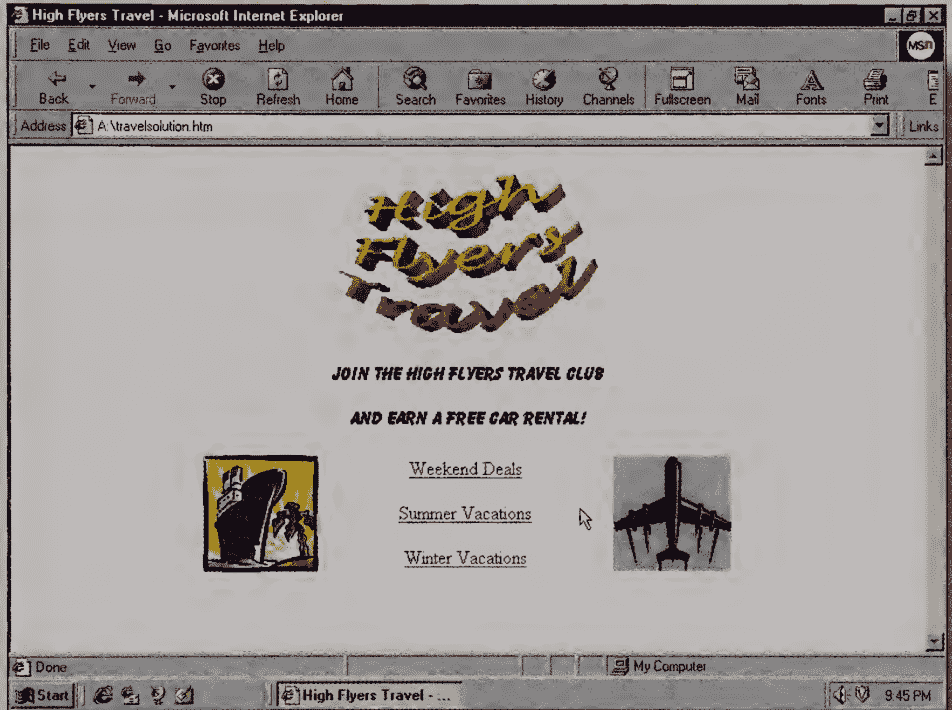 High Flyers Travel - Microsoft Internet Explorer
File Edit View Go Favorites Help
MSn
Back Forward Stop Refresh Home Search Favorites History Channels Fullscreen Mail Fonts Print E
Address A:\travelsolution.htm Links
High
Flyers
Travel
JOIN THE HIGH FLYERS TRAVEL CLUB
AND EARN A FREE CAR RENTAL!
Weekend Deals
Summer Vacations
Winter Vacations
Done My Computer
Start High Flyers Travel - ... 9:45 PM